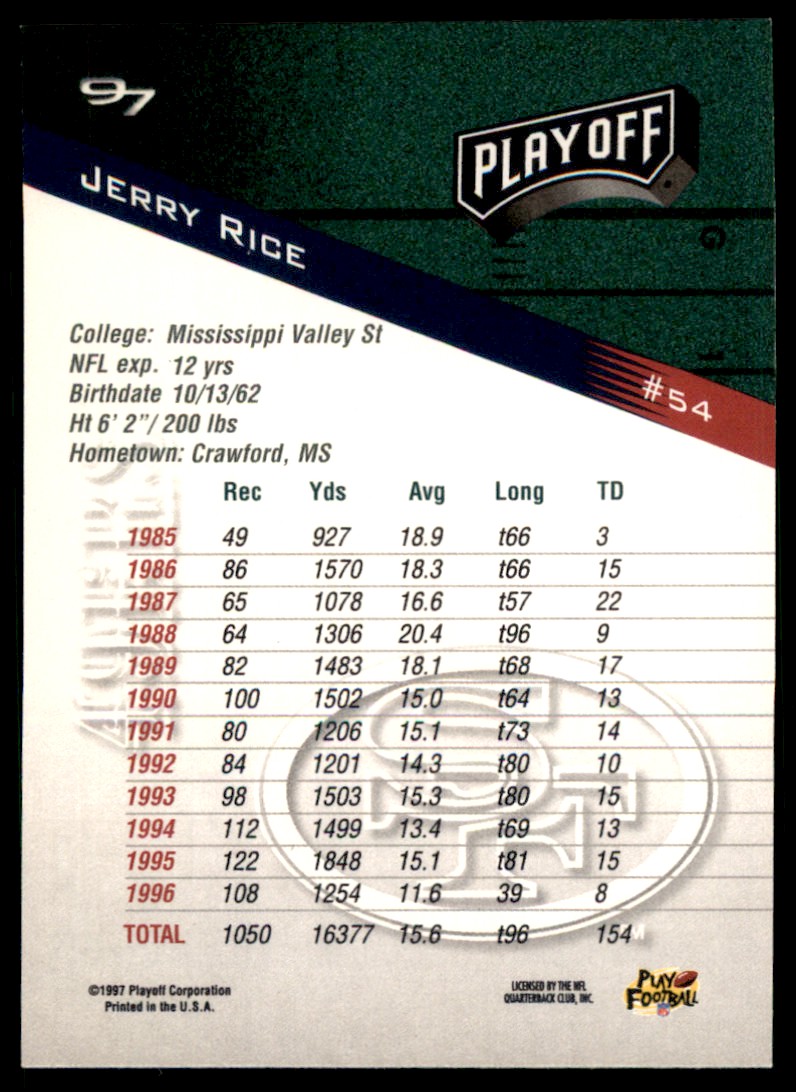 97
PLAYOFF
JERRY RICE
G
1
#54
College: Mississippi Valley St
NFL exp. 12 yrs
Birthdate 10/13/62
Ht 6' 2"/ 200 lbs
Hometown: Crawford, MS
49ERS
Rec Yds Avg Long TD
1985 49 927 18.9 t66 3
1986 86 1570 18.3 t66 15
1987 65 1078 16.6 t57 22
1988 64 1306 20.4 t96 9
1989 82 1483 18.1 t68 17
1990 100 1502 15.0 t64 13
1991 80 1206 15.1 t73 14
1992 84 1201 14.3 t80 10
1993 98 1503 15.3 t80 15
1994 112 1499 13.4 t69 13
1995 122 1848 15.1 t81 15
1996 108 1254 11.6 39 8
TOTAL 1050 16377 15.6 t96 154
SF
©1997 Playoff Corporation
Printed in the U.S.A.
LICENSED BY THE NFL
QUARTERBACK CLUB, INC.
PLAY
FOOTBALL